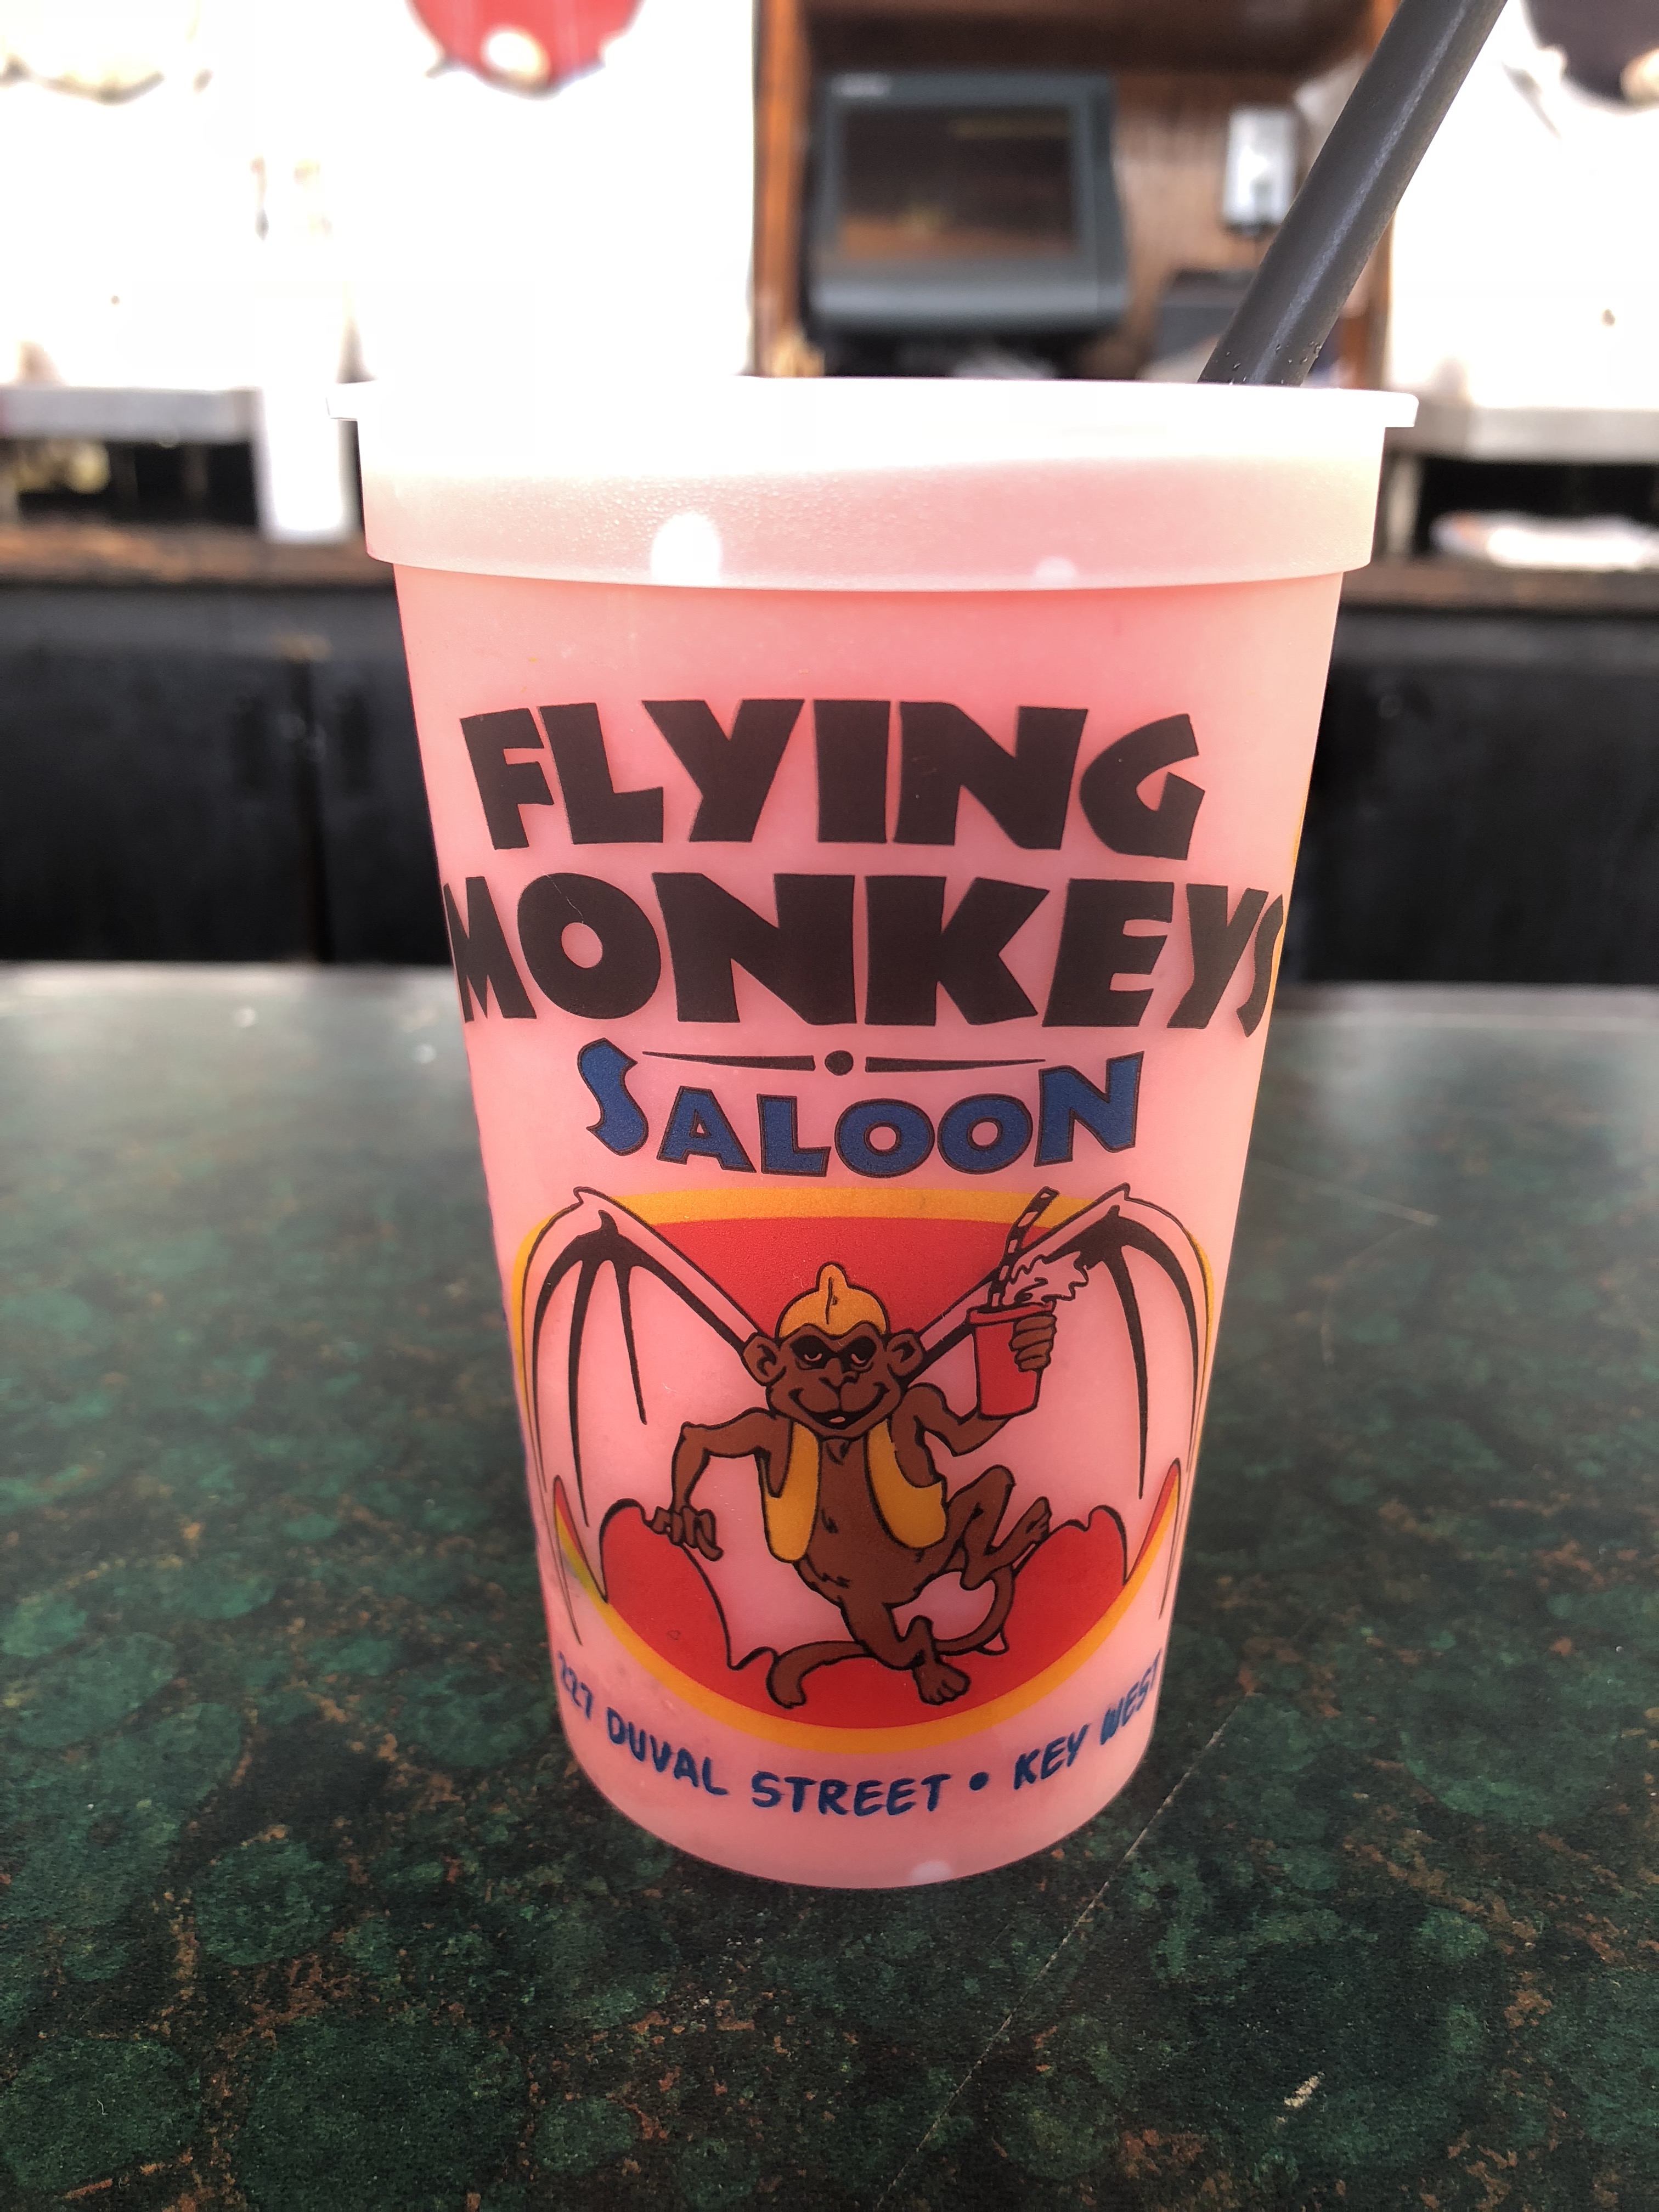 FLYING
MONKEYS
SALOON
227 DUVAL STREET • KEY WEST